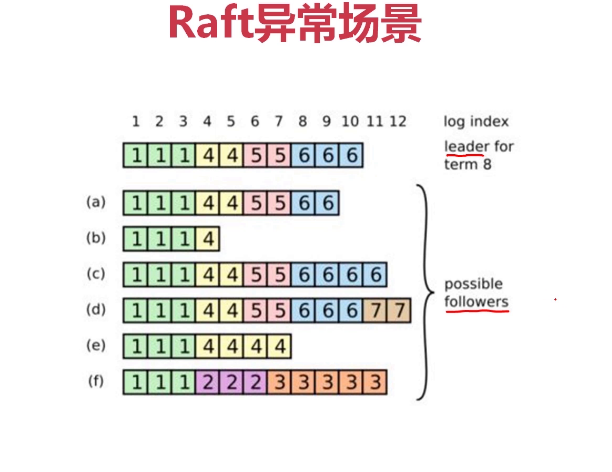 Raft异常场景
1 2 3 4 5 6 7 8 9 10 11 12 log index
1 1 1 4 4 5 5 6 6 6 leader for
term 8
(a) 1 1 1 4 4 5 5 6 6
(b) 1 1 1 4
(c) 1 1 1 4 4 5 5 6 6 6 6
(d) 1 1 1 4 4 5 5 6 6 6 7 7
(e) 1 1 1 4 4 4 4
(f) 1 1 1 2 2 2 3 3 3 3 3
possible
followers